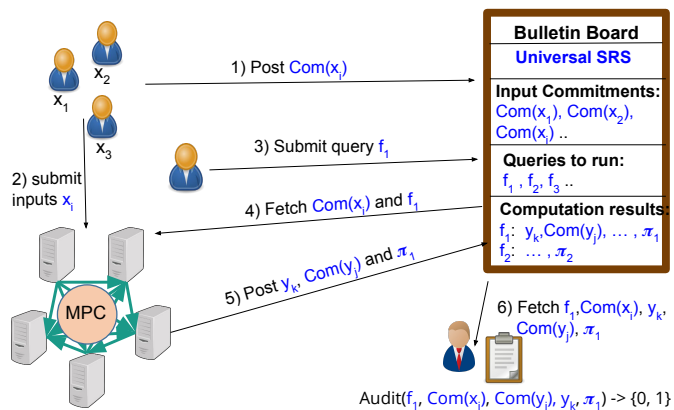 x₁
x₂
x₃
1) Post Com(xᵢ)
2) submit
inputs xᵢ
3) Submit query f₁
4) Fetch Com(xᵢ) and f₁
5) Post yₖ, Com(yⱼ) and π₁
MPC
Bulletin Board
Universal SRS
Input Commitments:
Com(x₁), Com(x₂),
Com(xᵢ) ..
Queries to run:
f₁ , f₂, f₃ ..
Computation results:
f₁: yₖ,Com(yⱼ), … , π₁
f₂: … , π₂
6) Fetch f₁,Com(xᵢ), yₖ,
Com(yⱼ), π₁
Audit(f₁, Com(xᵢ), Com(yⱼ), yₖ, π₁) -> {0, 1}